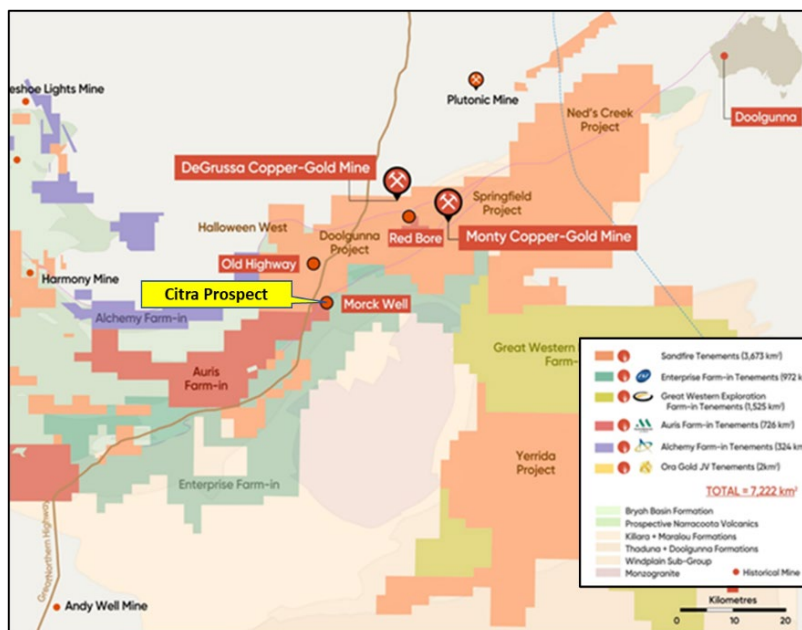 eshoe Lights Mine
Plutonic Mine
Ned's Creek
Project
Doolgunna
DeGrussa Copper-Gold Mine
Springfield
Project
Halloween West
Doolgunna
Project
Red Bore
Monty Copper-Gold Mine
Old Highway
Harmony Mine
Citra Prospect
Morck Well
Alchemy Farm-in
Auris
Farm-in
Great Western
Farm-
Yerrida
Project
Enterprise Farm-in
Great Northern Highway
Andy Well Mine
Sandfire Tenements (3,673 km²)
Enterprise Farm-in Tenements (972 k
Great Western Exploration
Farm-in Tenements (1,525 km²)
Auris Farm-in Tenements (726 km²)
Alchemy Farm-in Tenements (324 km
Ora Gold JV Tenements (2km²)
TOTAL = 7,222 km²
Bryah Basin Formation
Prospective Narracoota Volcanics
Killara + Maralou Formations
Thaduna + Doolgunna Formations
Windplain Sub-Group
Monzogranite
Historical Mine
Kilometres
0 10 20